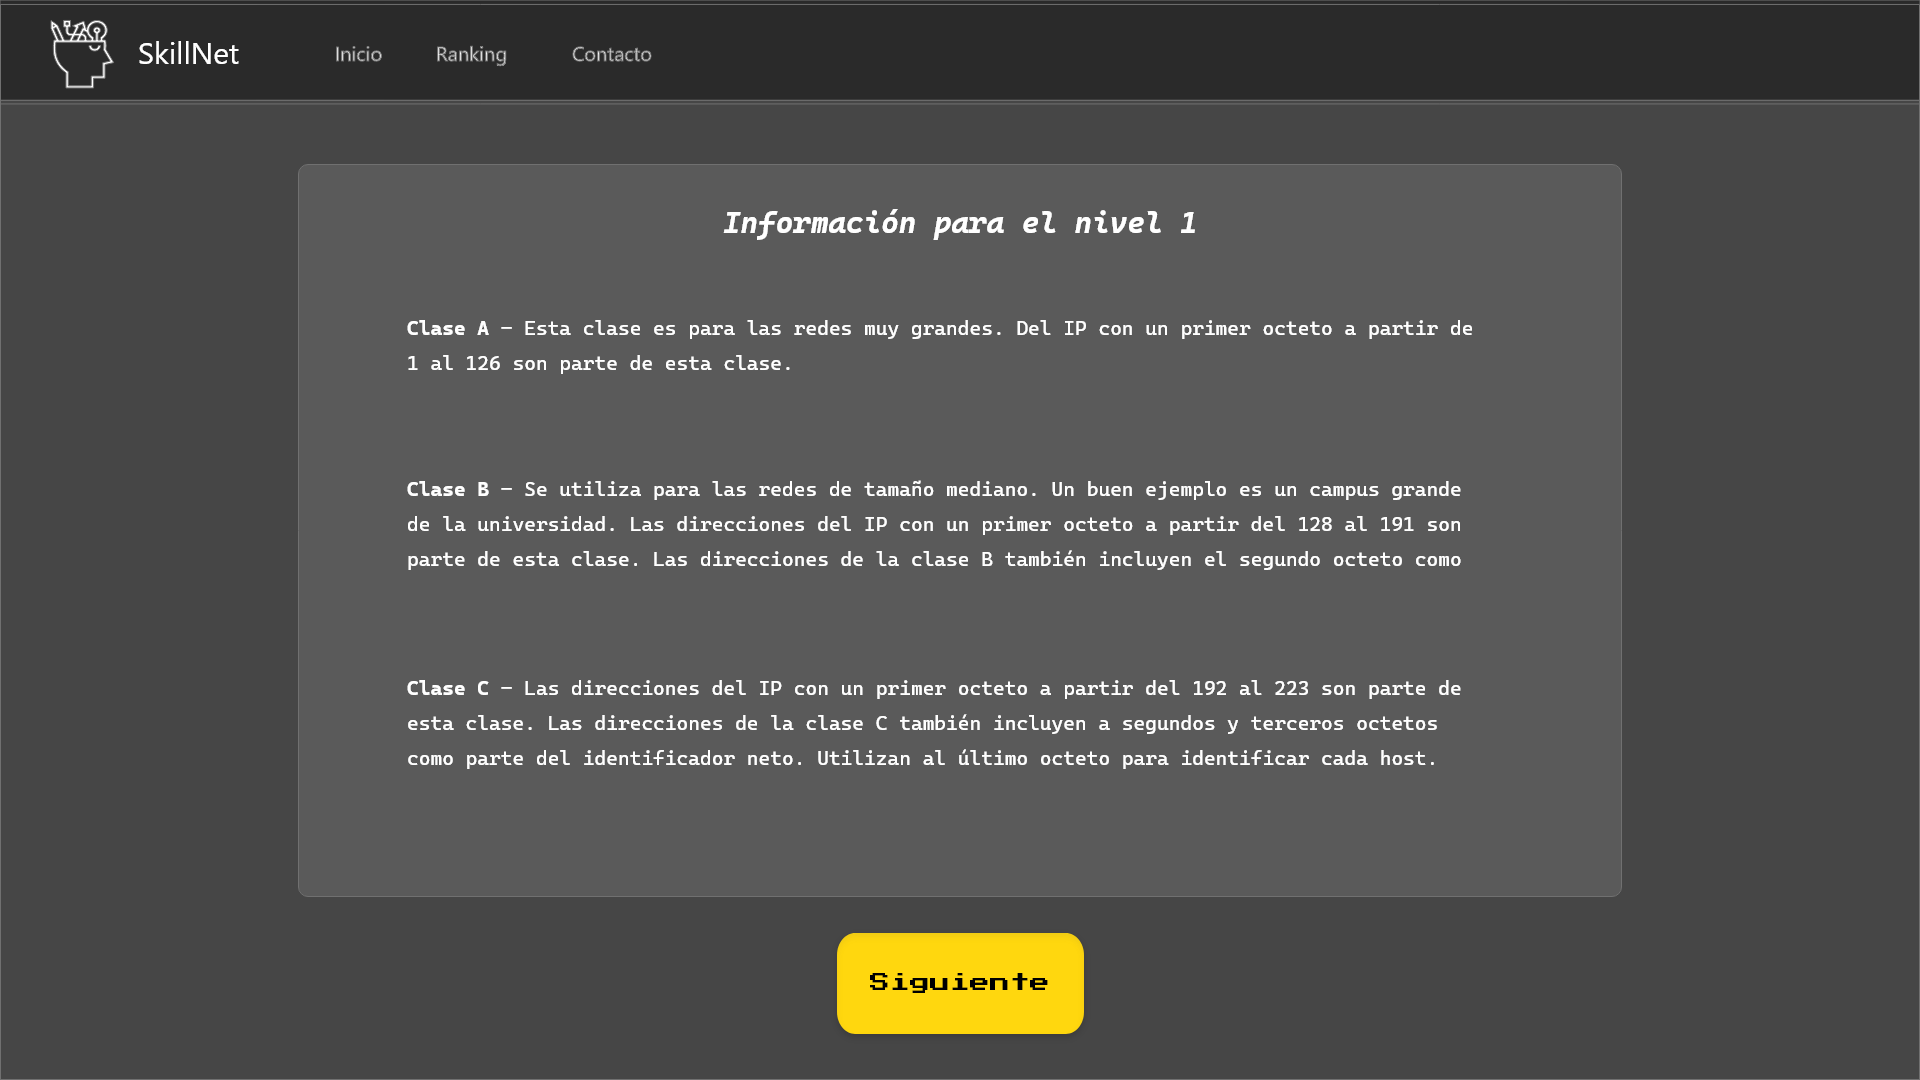 SkillNet
Inicio
Ranking
Contacto
Información para el nivel 1
Clase A – Esta clase es para las redes muy grandes. Del IP con un primer octeto a partir de
1 al 126 son parte de esta clase.
Clase B – Se utiliza para las redes de tamaño mediano. Un buen ejemplo es un campus grande
de la universidad. Las direcciones del IP con un primer octeto a partir del 128 al 191 son
parte de esta clase. Las direcciones de la clase B también incluyen el segundo octeto como
Clase C – Las direcciones del IP con un primer octeto a partir del 192 al 223 son parte de
esta clase. Las direcciones de la clase C también incluyen a segundos y terceros octetos
como parte del identificador neto. Utilizan al último octeto para identificar cada host.
Siguiente